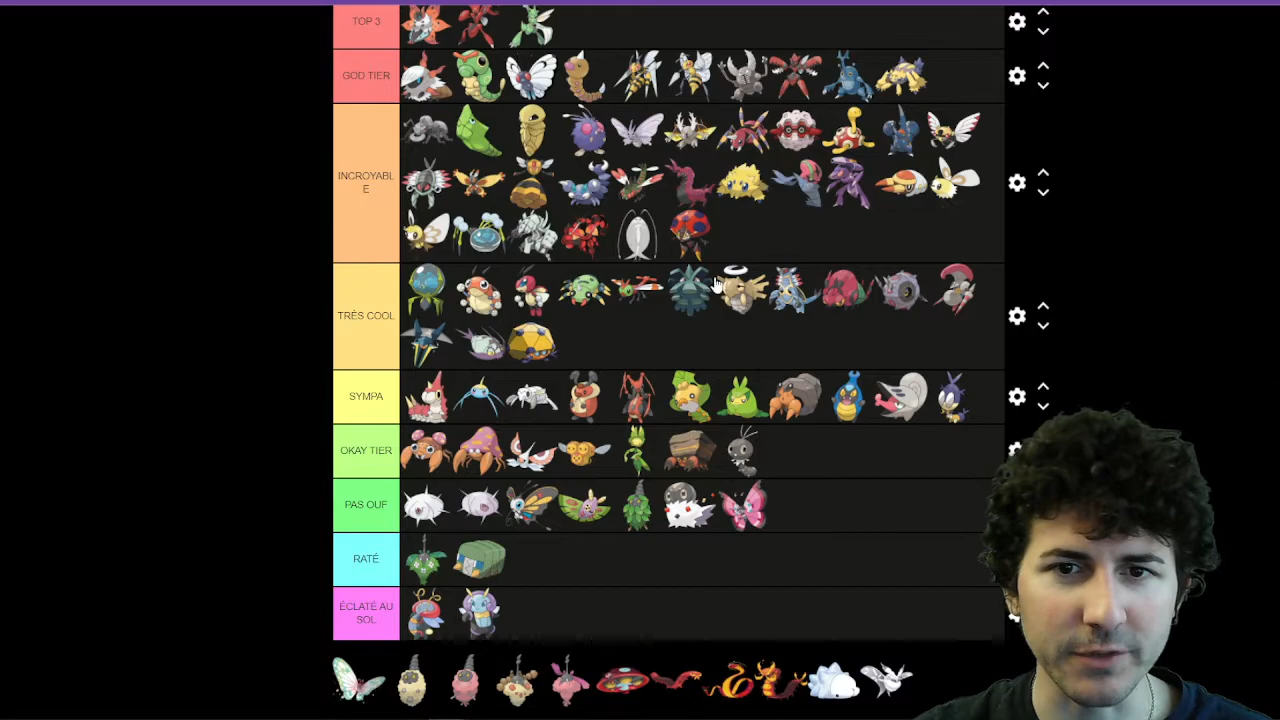 TOP 3
GOD TIER
INCROYABL
E
TRÈS COOL
SYMPA
OKAY TIER
PAS OUF
RATÉ
ÉCLATÉ AU
SOL